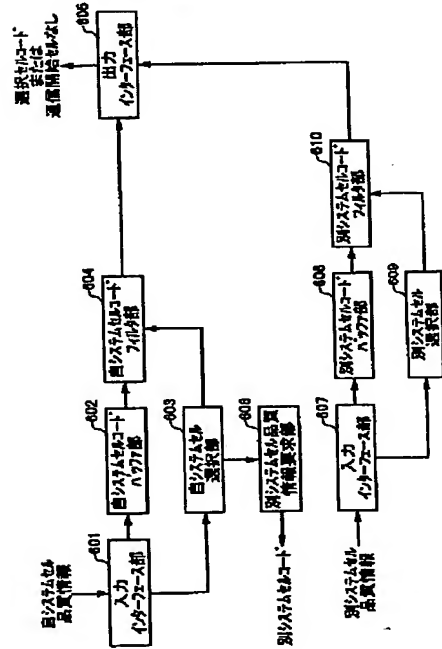 自システムセル
品質情報
601
入力
インターフェース部
602
自システムセルコード
バッファ部
603
自システムセル
選択部
604
自システムセルコード
フィルタ部
605
出力
インターフェース部
選択セルコード
または
通信開始セルなし
606
別システムセル品質
情報要求部
別システムセルコード
別システムセル
品質情報
607
入力
インターフェース部
608
別システムセルコード
バッファ部
609
別システムセル
選択部
610
別システムセルコード
フィルタ部